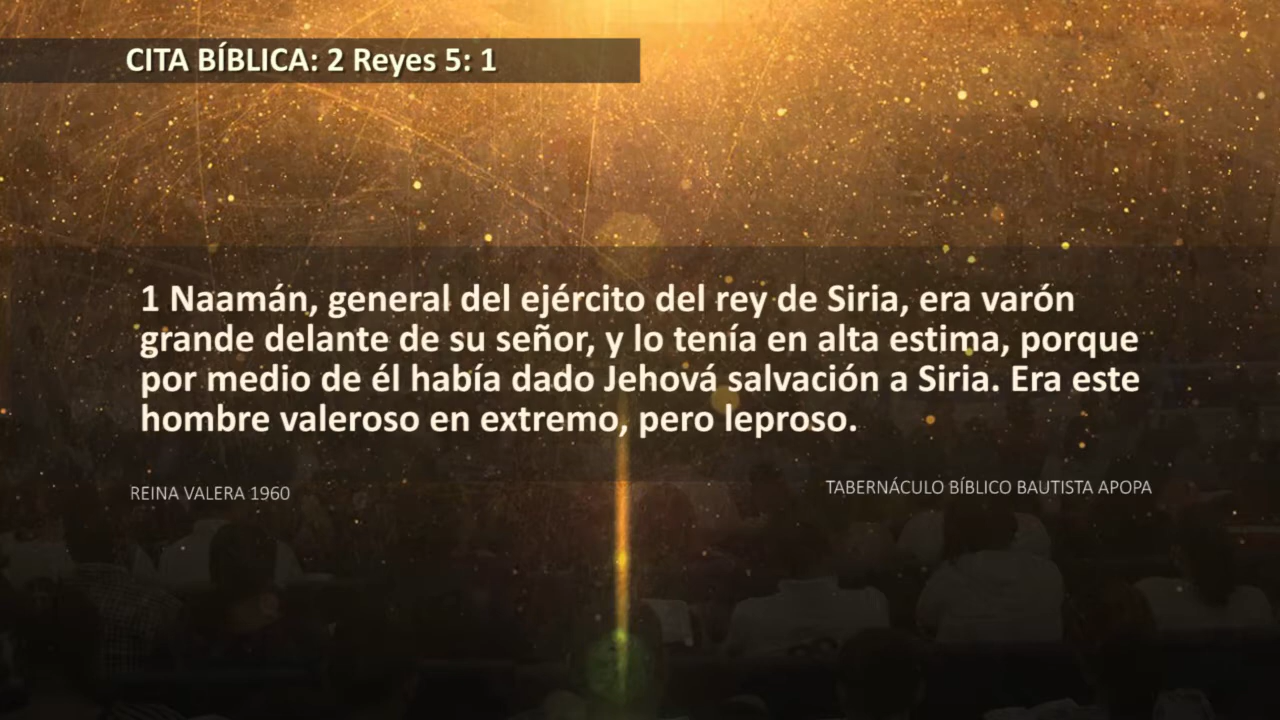 CITA BÍBLICA: 2 Reyes 5: 1
1 Naamán, general del ejército del rey de Siria, era varón
grande delante de su señor, y lo tenía en alta estima, porque
por medio de él había dado Jehová salvación a Siria. Era este
hombre valeroso en extremo, pero leproso.
REINA VALERA 1960
TABERNÁCULO BÍBLICO BAUTISTA APOPA